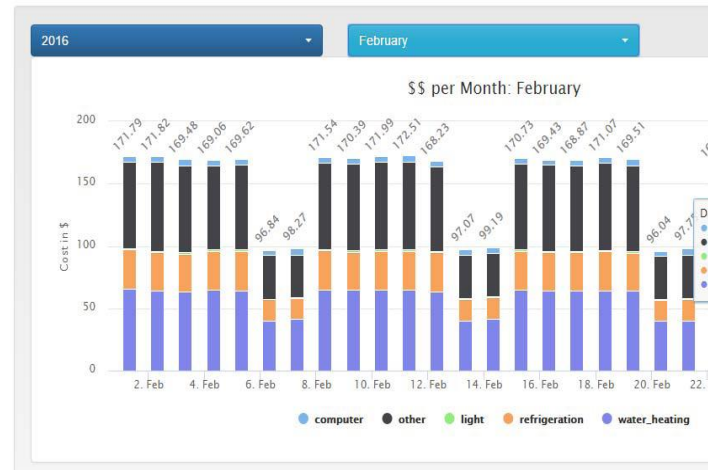 2016
February
$$ per Month: February
Cost in $
200
150
100
50
0
171.79 171.82 169.48 169.06 169.62 96.84 98.27 171.54 170.39 171.99 172.51 168.23 97.07 99.19 170.73 169.43 168.87 171.07 169.51 96.04
2. Feb 4. Feb 6. Feb 8. Feb 10. Feb 12. Feb 14. Feb 16. Feb 18. Feb 20. Feb 22.
computer other light refrigeration water_heating